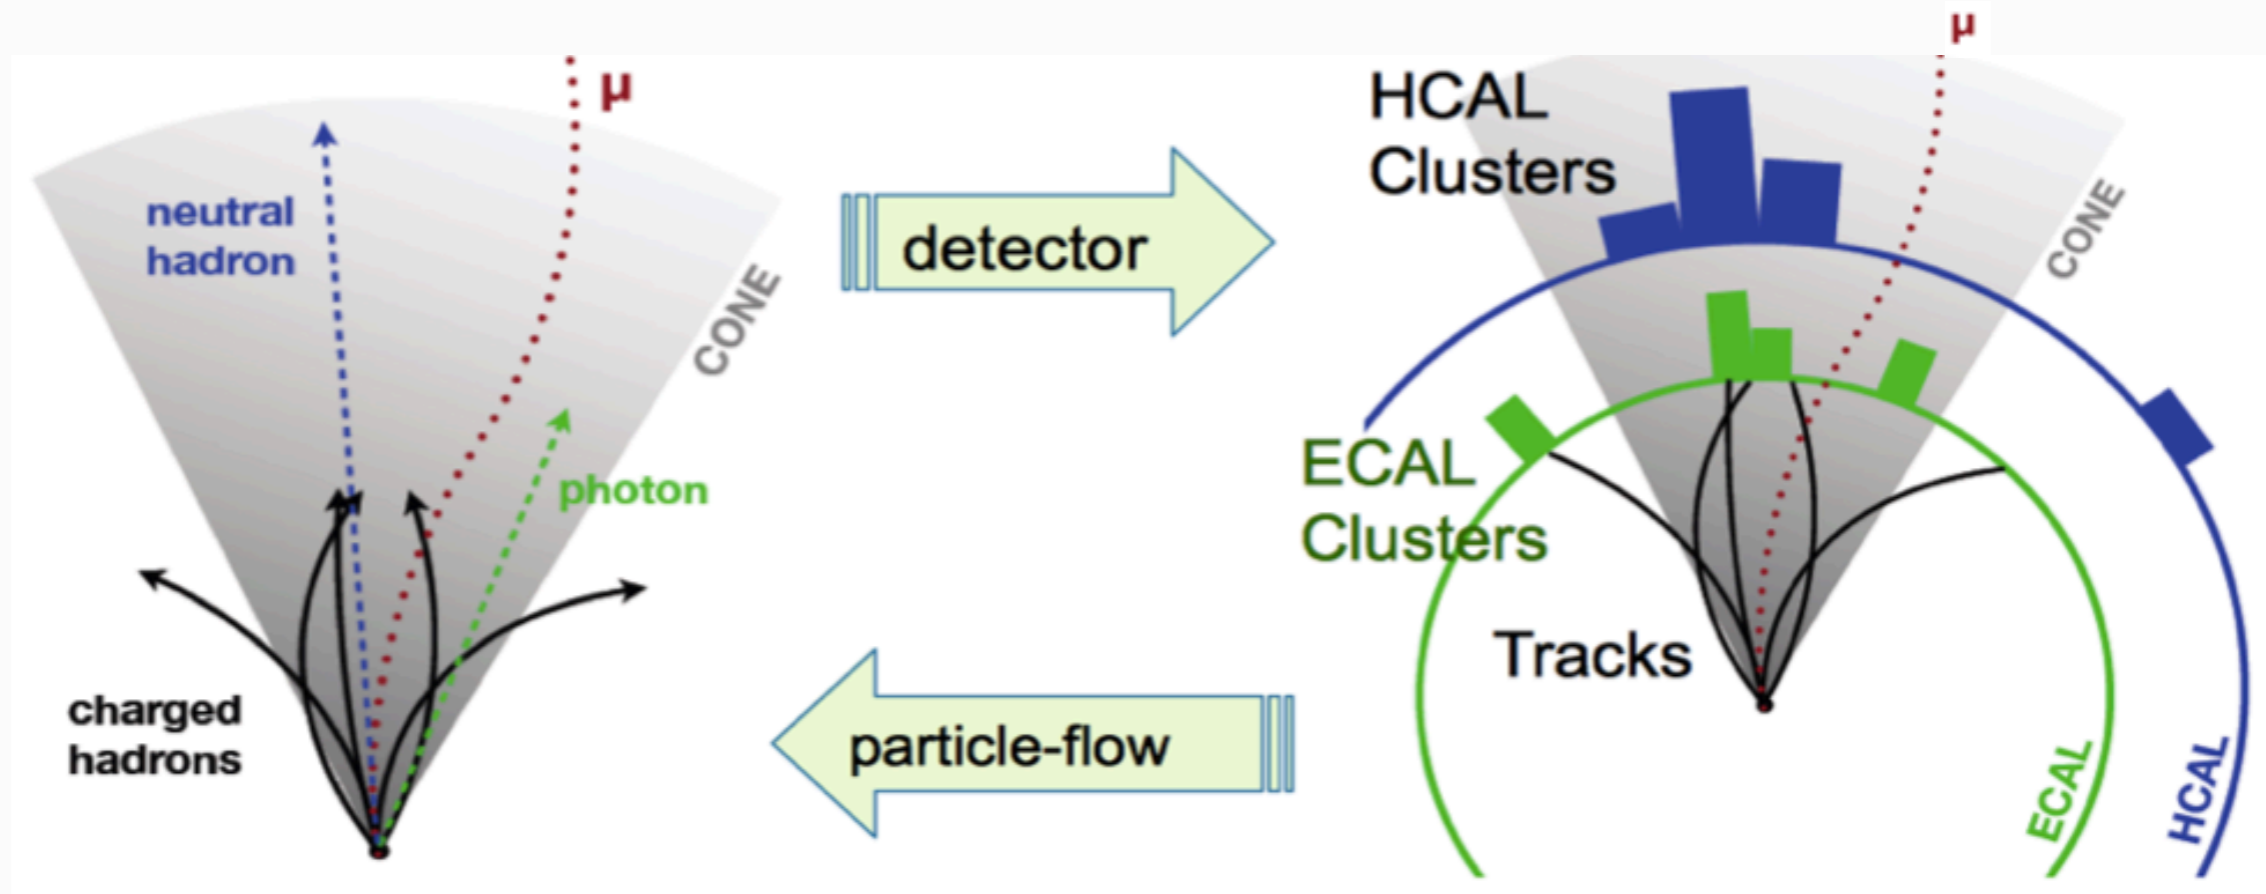 μ
neutral
hadron
CONE
photon
charged
hadrons
detector
particle-flow
μ
HCAL
Clusters
CONE
ECAL
Clusters
Tracks
ECAL
HCAL